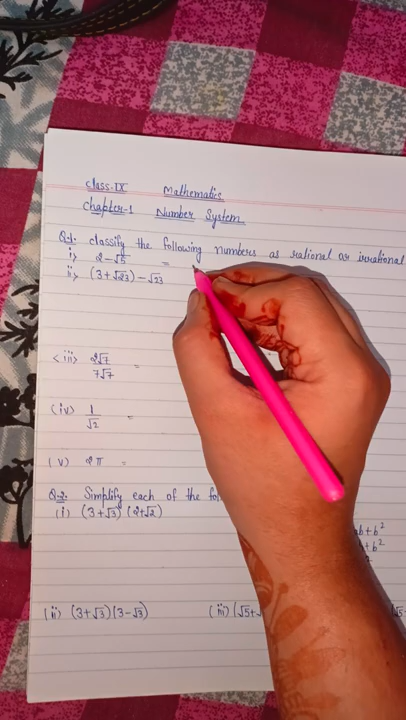 Class-IX Mathematics
Chapter-1 Number System
Q.1. Classify the following numbers as rational or irrational
i) 2-√5 =
ii) (3+√23)-√23
(iii) 2√7/7√7 =
(iv) 1/√2 =
(v) 2π =
Q.2. Simplify each of the
(i) (3+√3)(2+√2)
(ii) (3+√3)(3-√3) (iii)